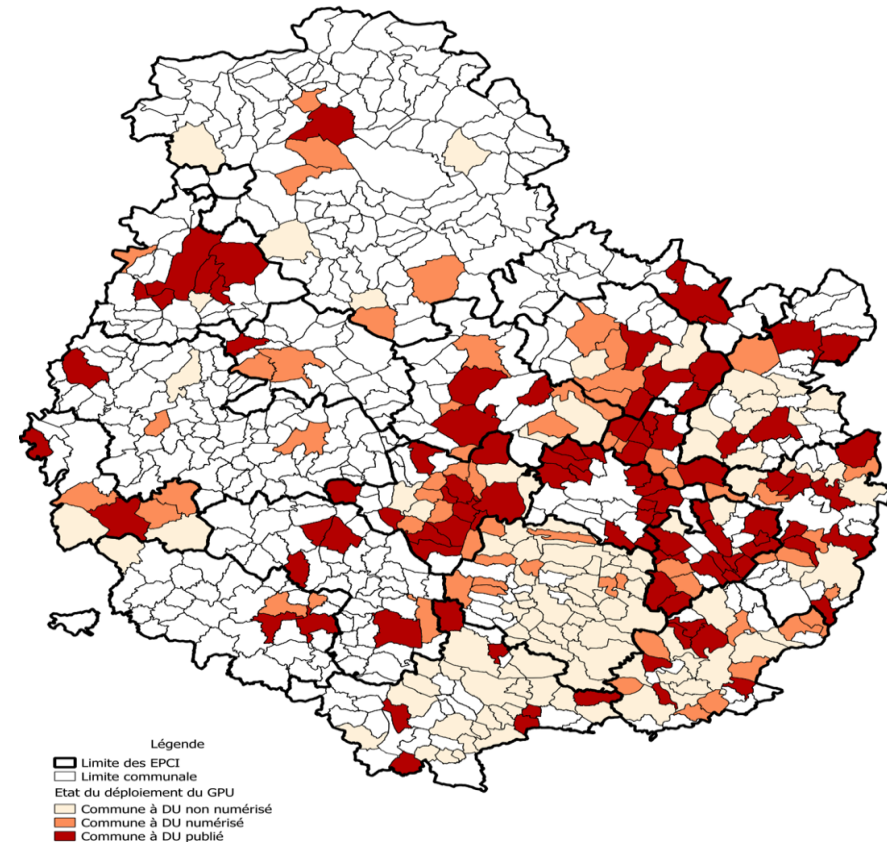 Légende
Limite des EPCI
Limite communale
Etat du déploiement du GPU
Commune à DU non numérisé
Commune à DU numérisé
Commune à DU publié